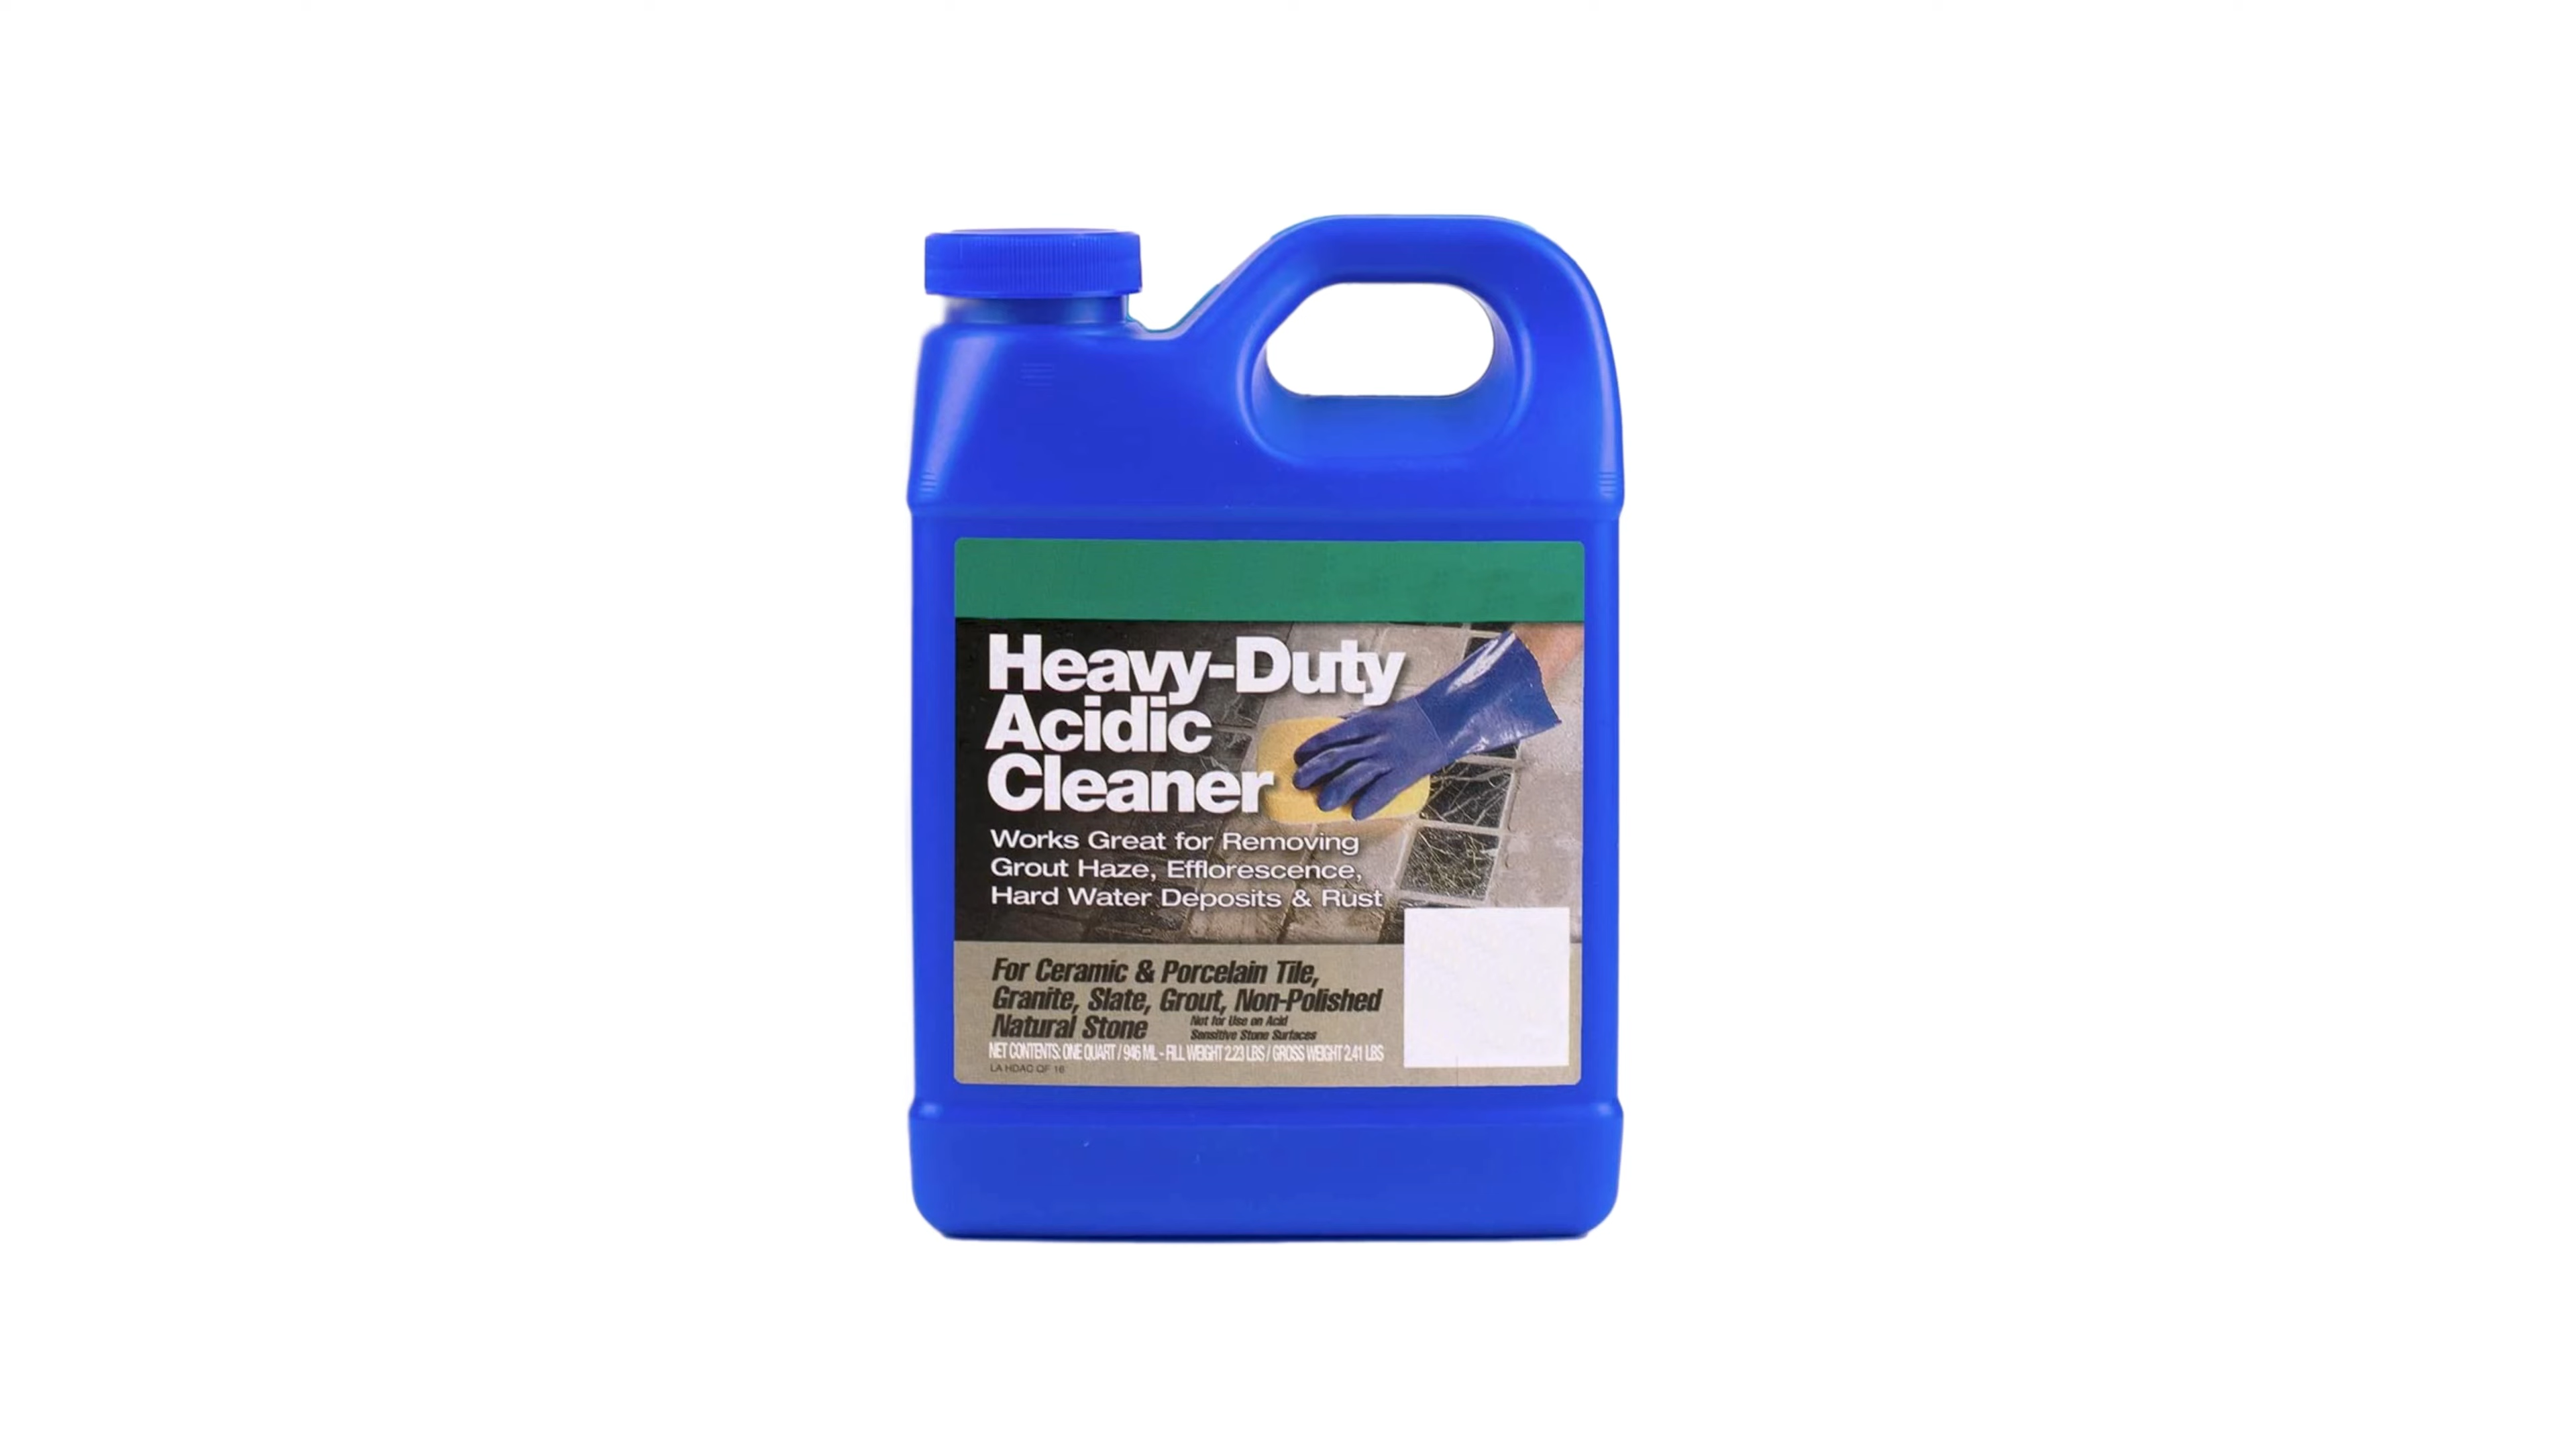 Heavy-Duty
Acidic
Cleaner
Works Great for Removing
Grout Haze, Efflorescence,
Hard Water Deposits & Rust
For Ceramic & Porcelain Tile,
Granite, Slate, Grout, Non-Polished
Natural Stone
Not for Use on Acid
Sensitive Stone Surfaces
NET CONTENTS: ONE QUART / 946 ML - FILL WEIGHT 2.23 LBS / GROSS WEIGHT 2.41 LBS
LA HDAC QF 16